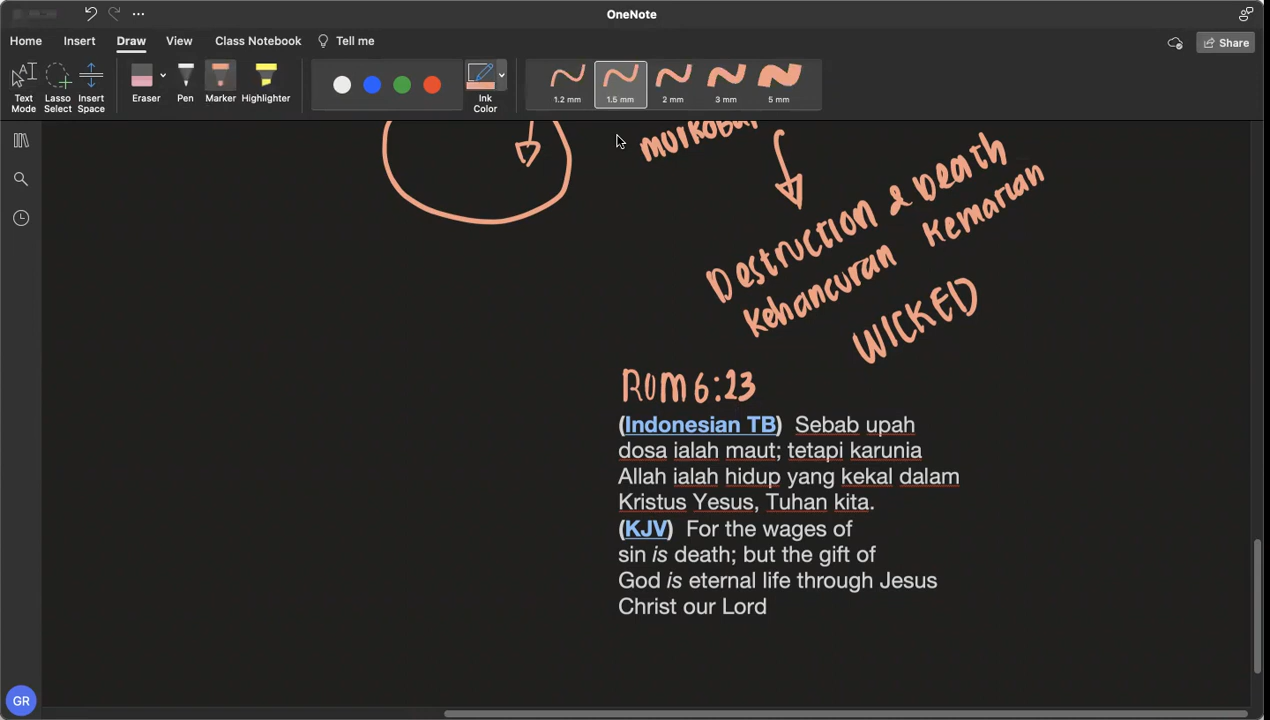 OneNote
Home Insert Draw View Class Notebook Tell me
Share
Text Mode
Lasso Select
Insert Space
Eraser
Pen
Marker
Highlighter
Ink Color
1.2 mm
1.5 mm
2 mm
3 mm
5 mm
Destruction & Death
Kehancuran Kematian
WICKED
ROM 6:23
(Indonesian TB) Sebab upah
dosa ialah maut; tetapi karunia
Allah ialah hidup yang kekal dalam
Kristus Yesus, Tuhan kita.
(KJV) For the wages of
sin is death; but the gift of
God is eternal life through Jesus
Christ our Lord
GR